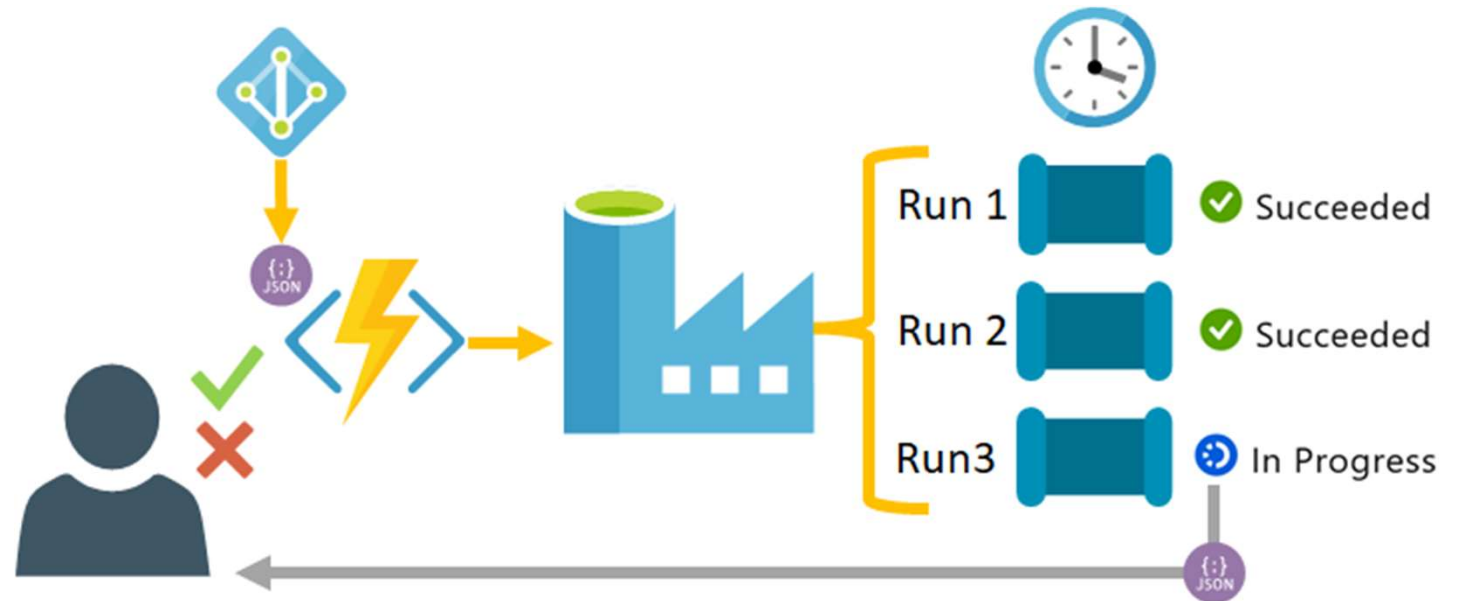 {:}
JSON
Run 1
Succeeded
Run 2
Succeeded
Run3
In Progress
{:}
JSON